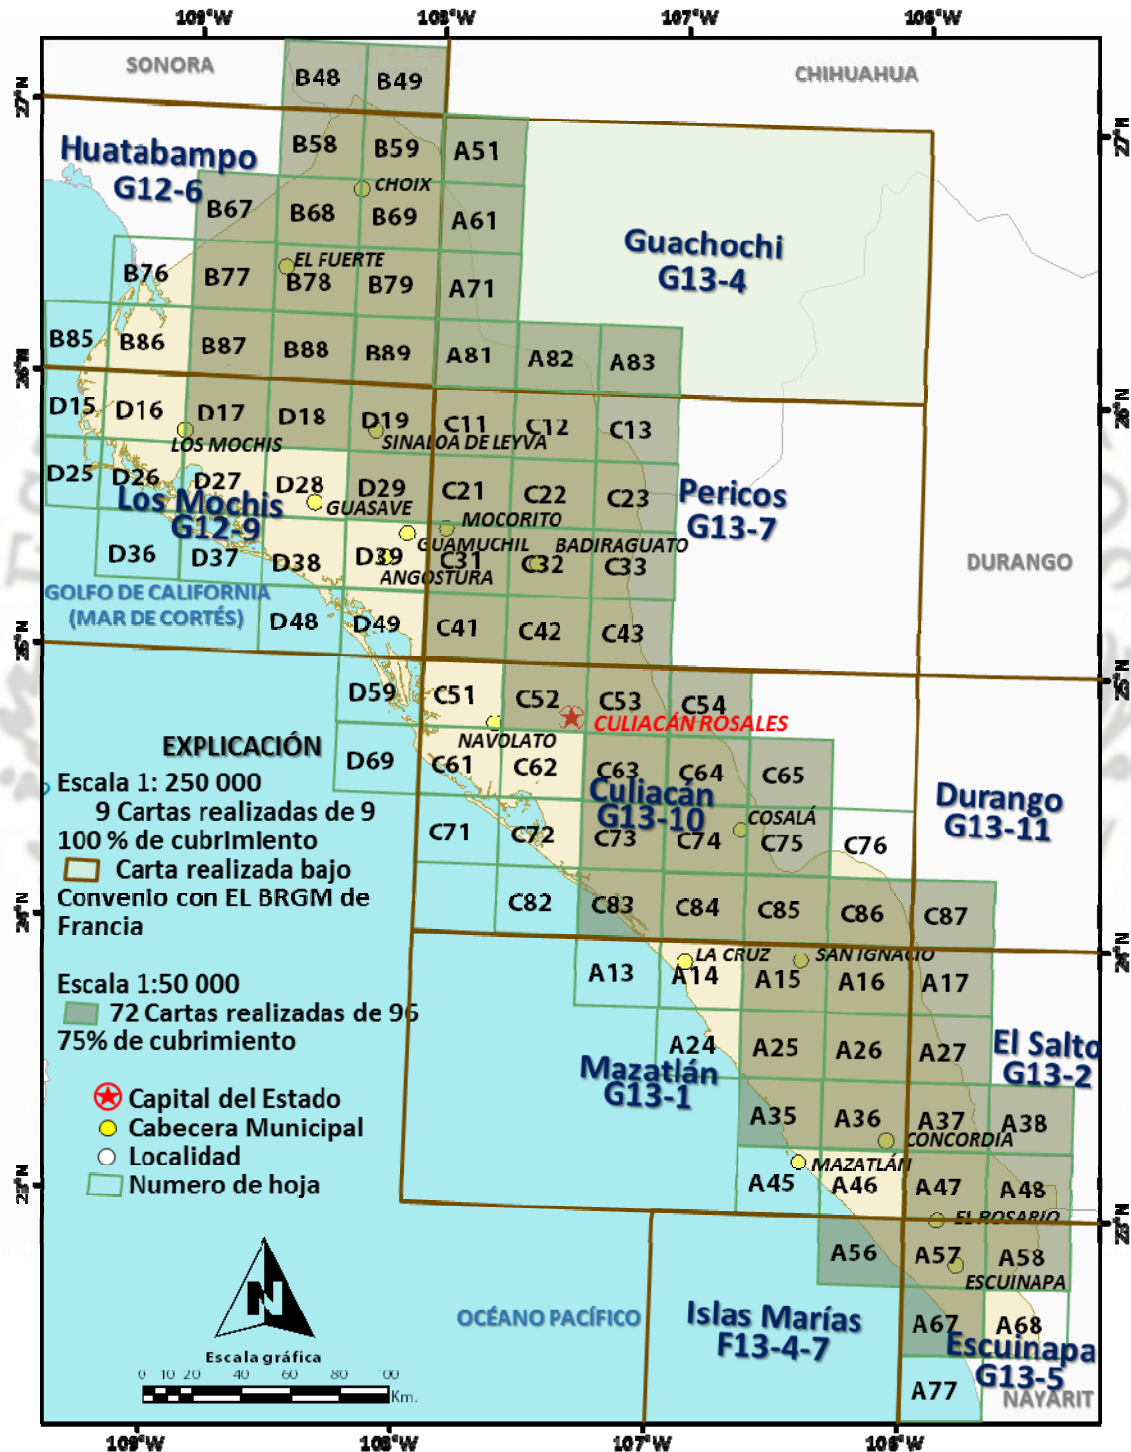 109°W 108°W 107°W 106°W
SONORA
CHIHUAHUA
B48 B49
27°N
27°N
Huatabampo
G12-6
B58 B59 A51
CHOIX
B67 B68 B69 A61
Guachochi
G13-4
EL FUERTE
B76 B77 B78 B79 A71
B85 B86 B87 B88 B89 A81 A82 A83
26°N
26°N
D15 D16 D17 D18 D19 C11 C12 C13
LOS MOCHIS SINALOA DE LEYVA
D25 D26 D27 D28 D29 C21 C22 C23
Los Mochis
G12-9
Pericos
G13-7
GUASAVE MOCORITO
GUAMUCHIL BADIRAGUATO
D36 D37 D38 D39 C31 C32 C33
ANGOSTURA
DURANGO
GOLFO DE CALIFORNIA
(MAR DE CORTÉS)
D48 D49 C41 C42 C43
25°N
D59 C51 C52 C53 C54
CULIACÁN ROSALES
NAVOLATO
EXPLICACIÓN
D69 C61 C62 C63 C64 C65
Culiacán
G13-10
Durango
G13-11
Escala 1: 250 000
9 Cartas realizadas de 9
100 % de cubrimiento
Carta realizada bajo
Convenio con EL BRGM de
Francia
COSALÁ
C71 C72 C73 C74 C75 C76
C82 C83 C84 C85 C86 C87
24°N
24°N
LA CRUZ SAN IGNACIO
A13 A14 A15 A16 A17
Escala 1:50 000
72 Cartas realizadas de 96
75% de cubrimiento
A24 A25 A26 A27
Mazatlán
G13-1
El Salto
G13-2
Capital del Estado
Cabecera Municipal
Localidad
Numero de hoja
A35 A36 A37 A38
CONCORDIA
MAZATLÁN
A45 A46 A47 A48
EL ROSARIO
23°N
A56 A57 A58
ESCUINAPA
N
OCÉANO PACÍFICO
Islas Marías
F13-4-7
A67 A68
Escuinapa
G13-5
A77
NAYARIT
Escala gráfica
0 10 20 40 60 80 00
Km.
109°W 108°W 107°W 106°W